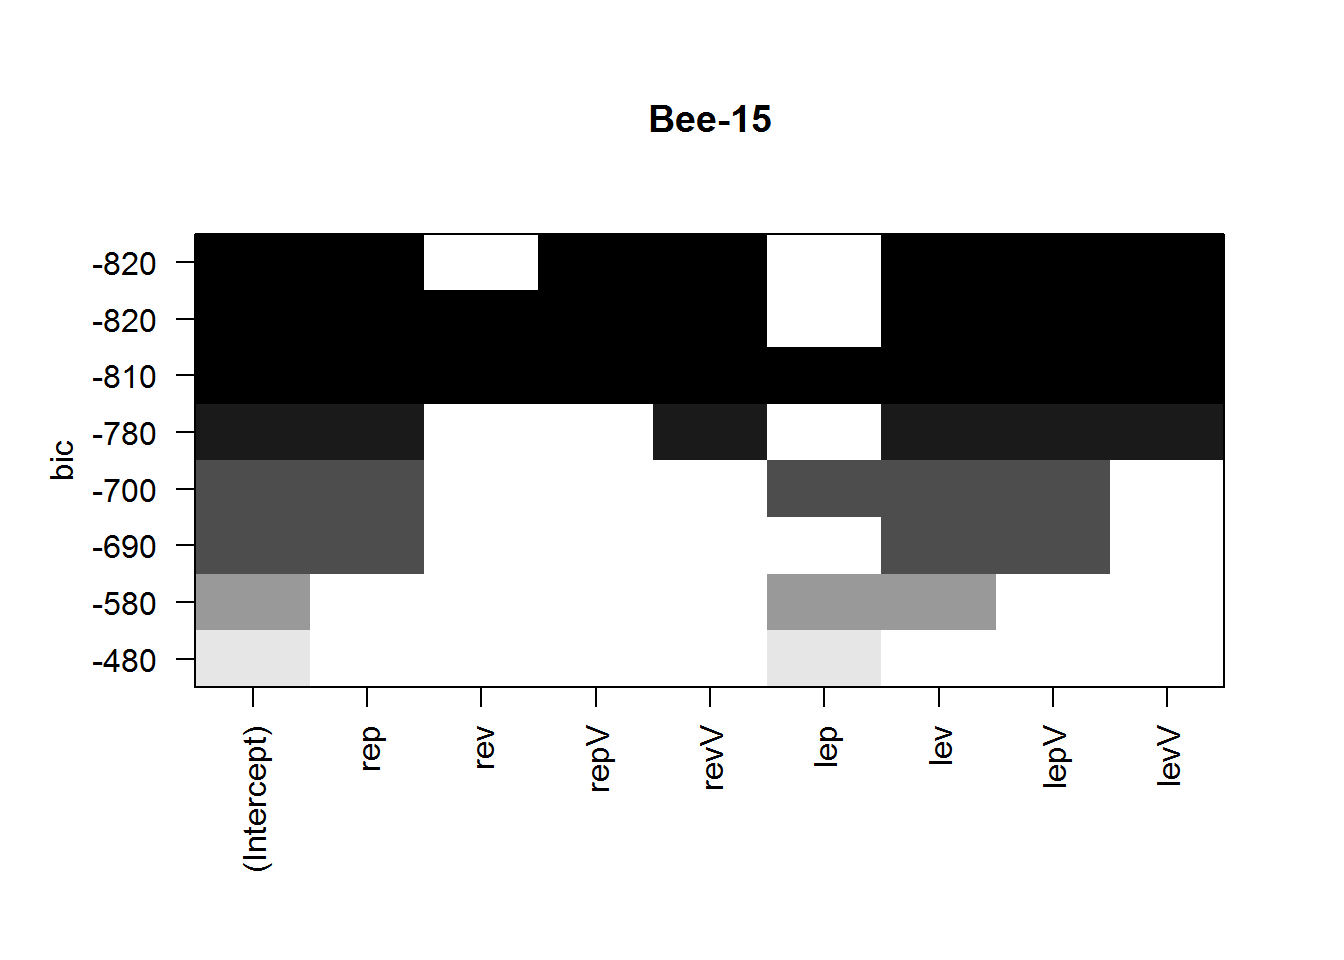 Bee-15
bic
-820
-820
-810
-780
-700
-690
-580
-480
(Intercept)
rep
rev
repV
revV
lep
lev
lepV
levV